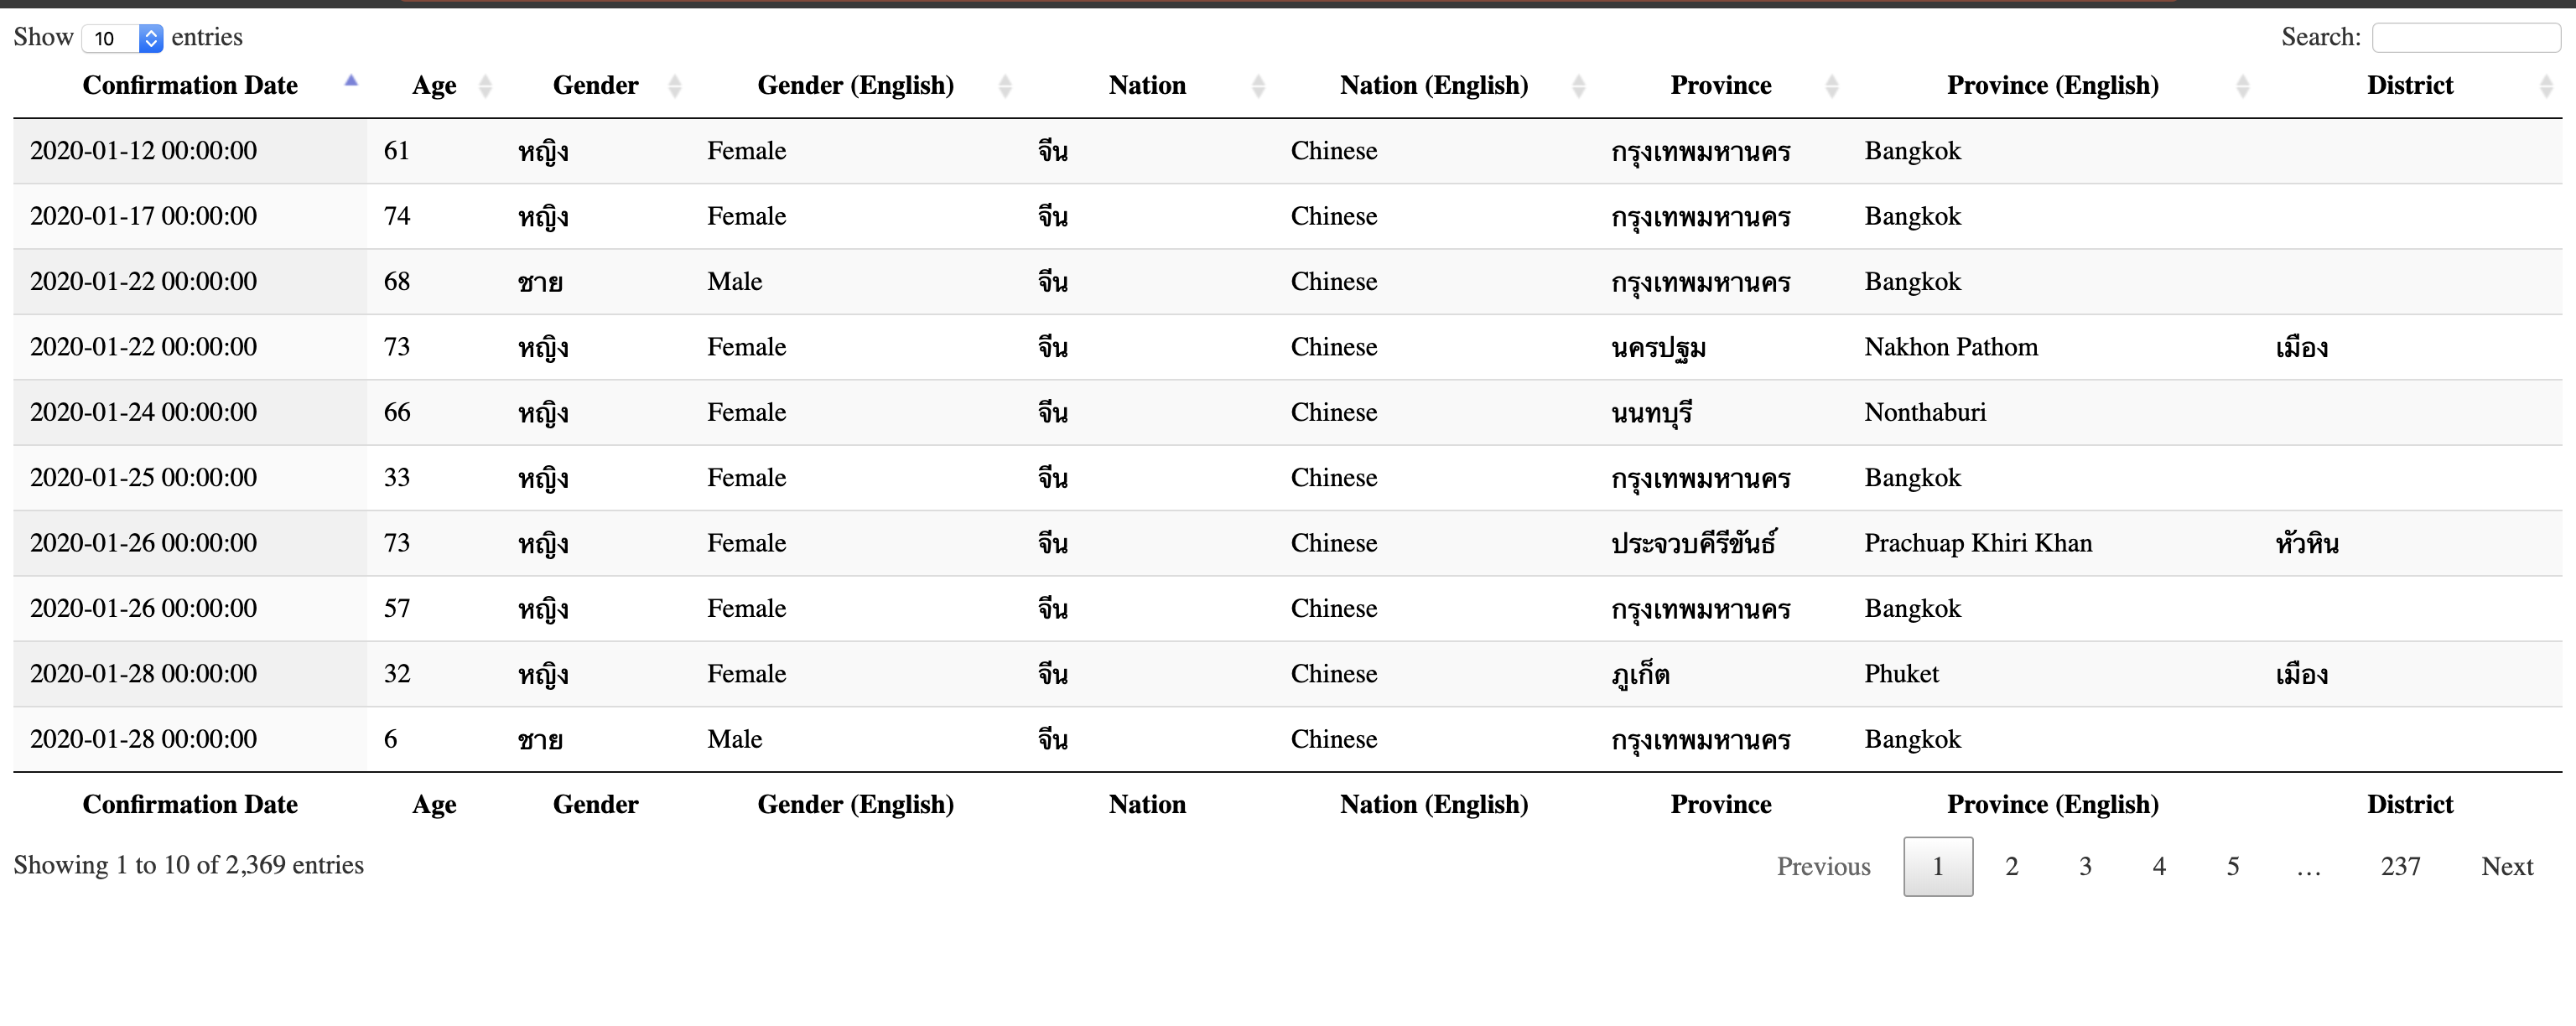 Show 10 entries Search:
Confirmation Date Age Gender Gender (English) Nation Nation (English) Province Province (English) District
2020-01-12 00:00:00 61 หญิง Female จีน Chinese กรุงเทพมหานคร Bangkok
2020-01-17 00:00:00 74 หญิง Female จีน Chinese กรุงเทพมหานคร Bangkok
2020-01-22 00:00:00 68 ชาย Male จีน Chinese กรุงเทพมหานคร Bangkok
2020-01-22 00:00:00 73 หญิง Female จีน Chinese นครปฐม Nakhon Pathom เมือง
2020-01-24 00:00:00 66 หญิง Female จีน Chinese นนทบุรี Nonthaburi
2020-01-25 00:00:00 33 หญิง Female จีน Chinese กรุงเทพมหานคร Bangkok
2020-01-26 00:00:00 73 หญิง Female จีน Chinese ประจวบคีรีขันธ์ Prachuap Khiri Khan หัวหิน
2020-01-26 00:00:00 57 หญิง Female จีน Chinese กรุงเทพมหานคร Bangkok
2020-01-28 00:00:00 32 หญิง Female จีน Chinese ภูเก็ต Phuket เมือง
2020-01-28 00:00:00 6 ชาย Male จีน Chinese กรุงเทพมหานคร Bangkok
Confirmation Date Age Gender Gender (English) Nation Nation (English) Province Province (English) District
Showing 1 to 10 of 2,369 entries Previous 1 2 3 4 5 … 237 Next